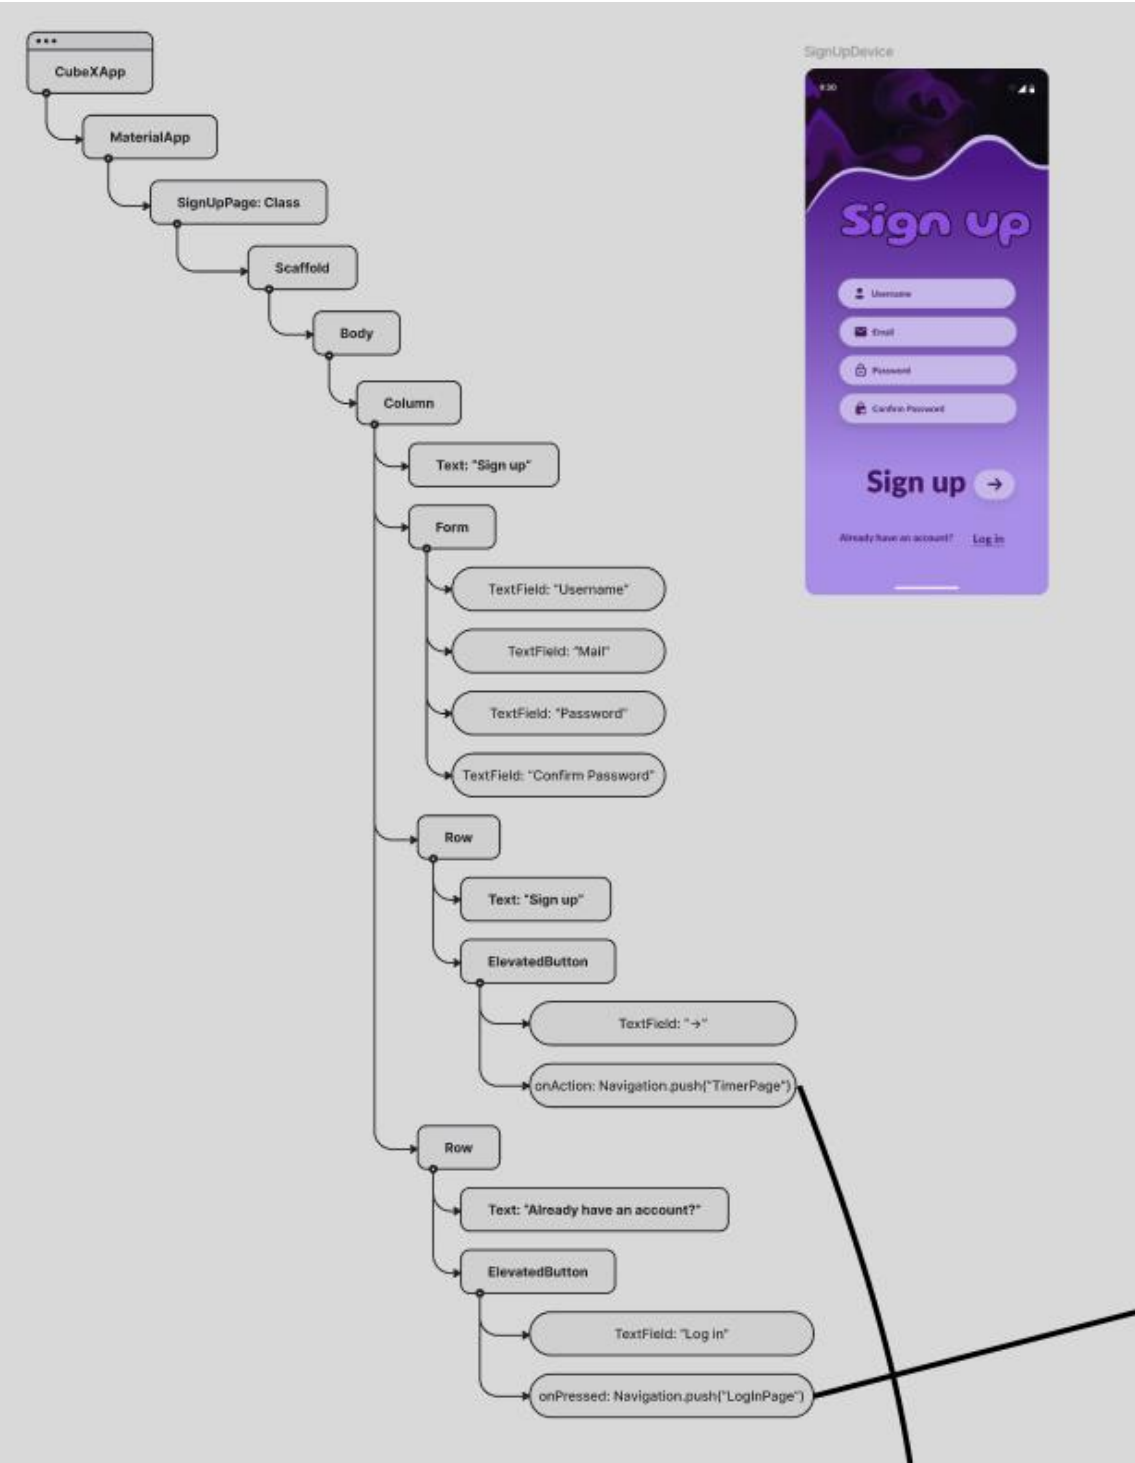 CubeXApp
MaterialApp
SignUpPage: Class
Scaffold
Body
Column
Text: "Sign up"
Form
TextField: "Username"
TextField: "Mail"
TextField: "Password"
TextField: "Confirm Password"
Row
Text: "Sign up"
ElevatedButton
TextField: "→"
onAction: Navigation.push("TimerPage")
Row
Text: "Already have an account?"
ElevatedButton
TextField: "Log in"
onPressed: Navigation.push("LogInPage")
SignUpDevice
9:30
Sign up
Username
Email
Password
Confirm Password
Sign up →
Already have an account? Log in